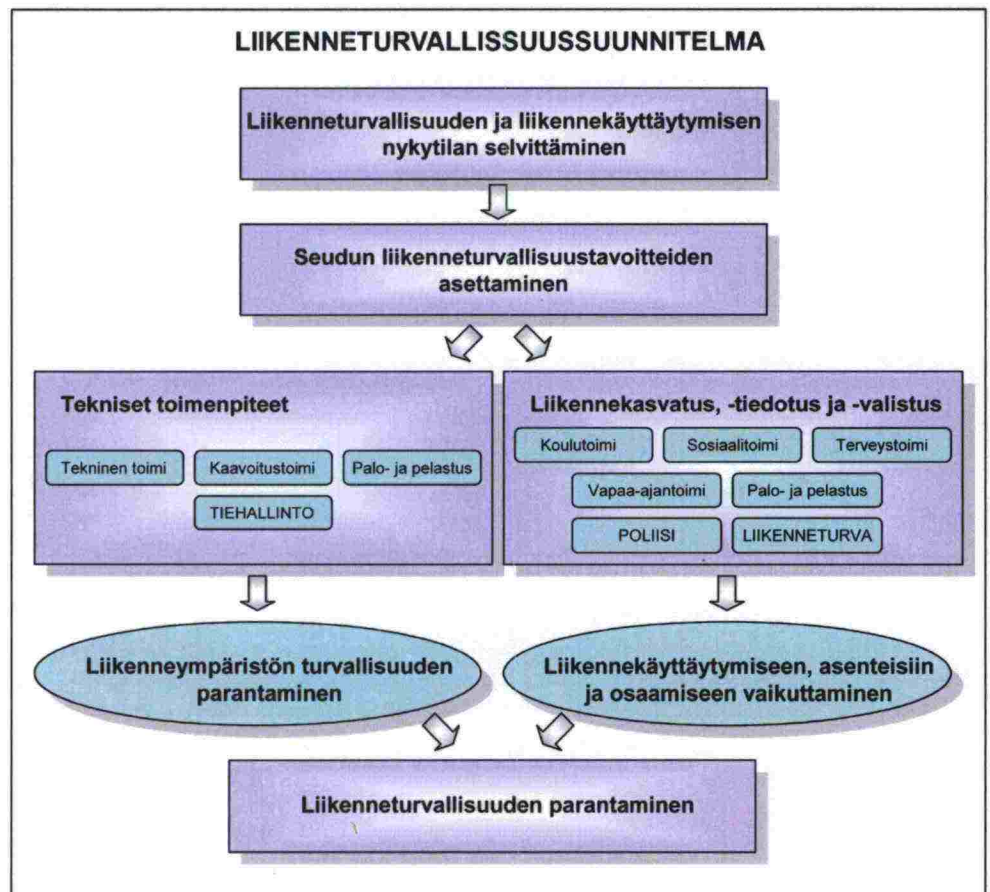 LIIKENNETURVALLISSUUSSUUNNITELMA
Liikenneturvallisuuden ja liikennekäyttäytymisen
nykytilan selvittäminen
Seudun liikenneturvallisuustavoitteiden
asettaminen
Tekniset toimenpiteet
Tekninen toimi
Kaavoitustoimi
Palo- ja pelastus
TIEHALLINTO
Liikennekasvatus, -tiedotus ja -valistus
Koulutoimi
Sosiaalitoimi
Terveystoimi
Vapaa-ajantoimi
Palo- ja pelastus
POLIISI
LIIKENNETURVA
Liikenneympäristön turvallisuuden
parantaminen
Liikennekäyttäytymiseen, asenteisiin
ja osaamiseen vaikuttaminen
Liikenneturvallisuuden parantaminen